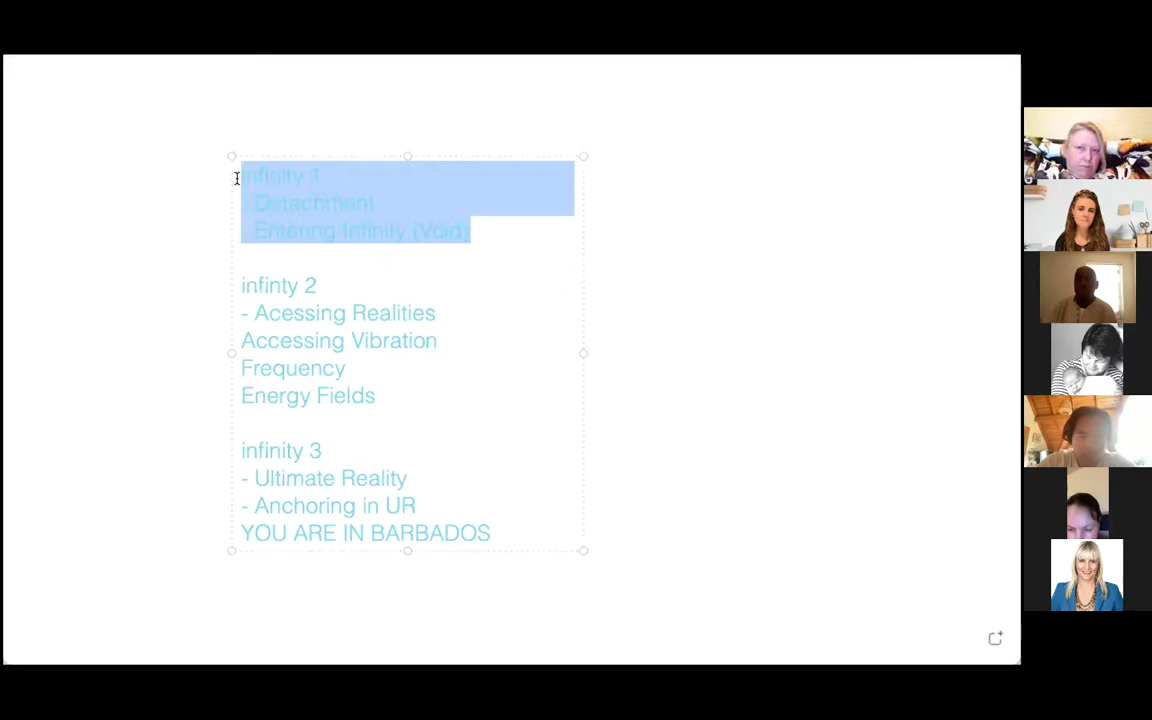 infinity 1
- Detachment
- Entering Infinity (Void)
infinty 2
- Acessing Realities
Accessing Vibration
Frequency
Energy Fields
infinity 3
- Ultimate Reality
- Anchoring in UR
YOU ARE IN BARBADOS